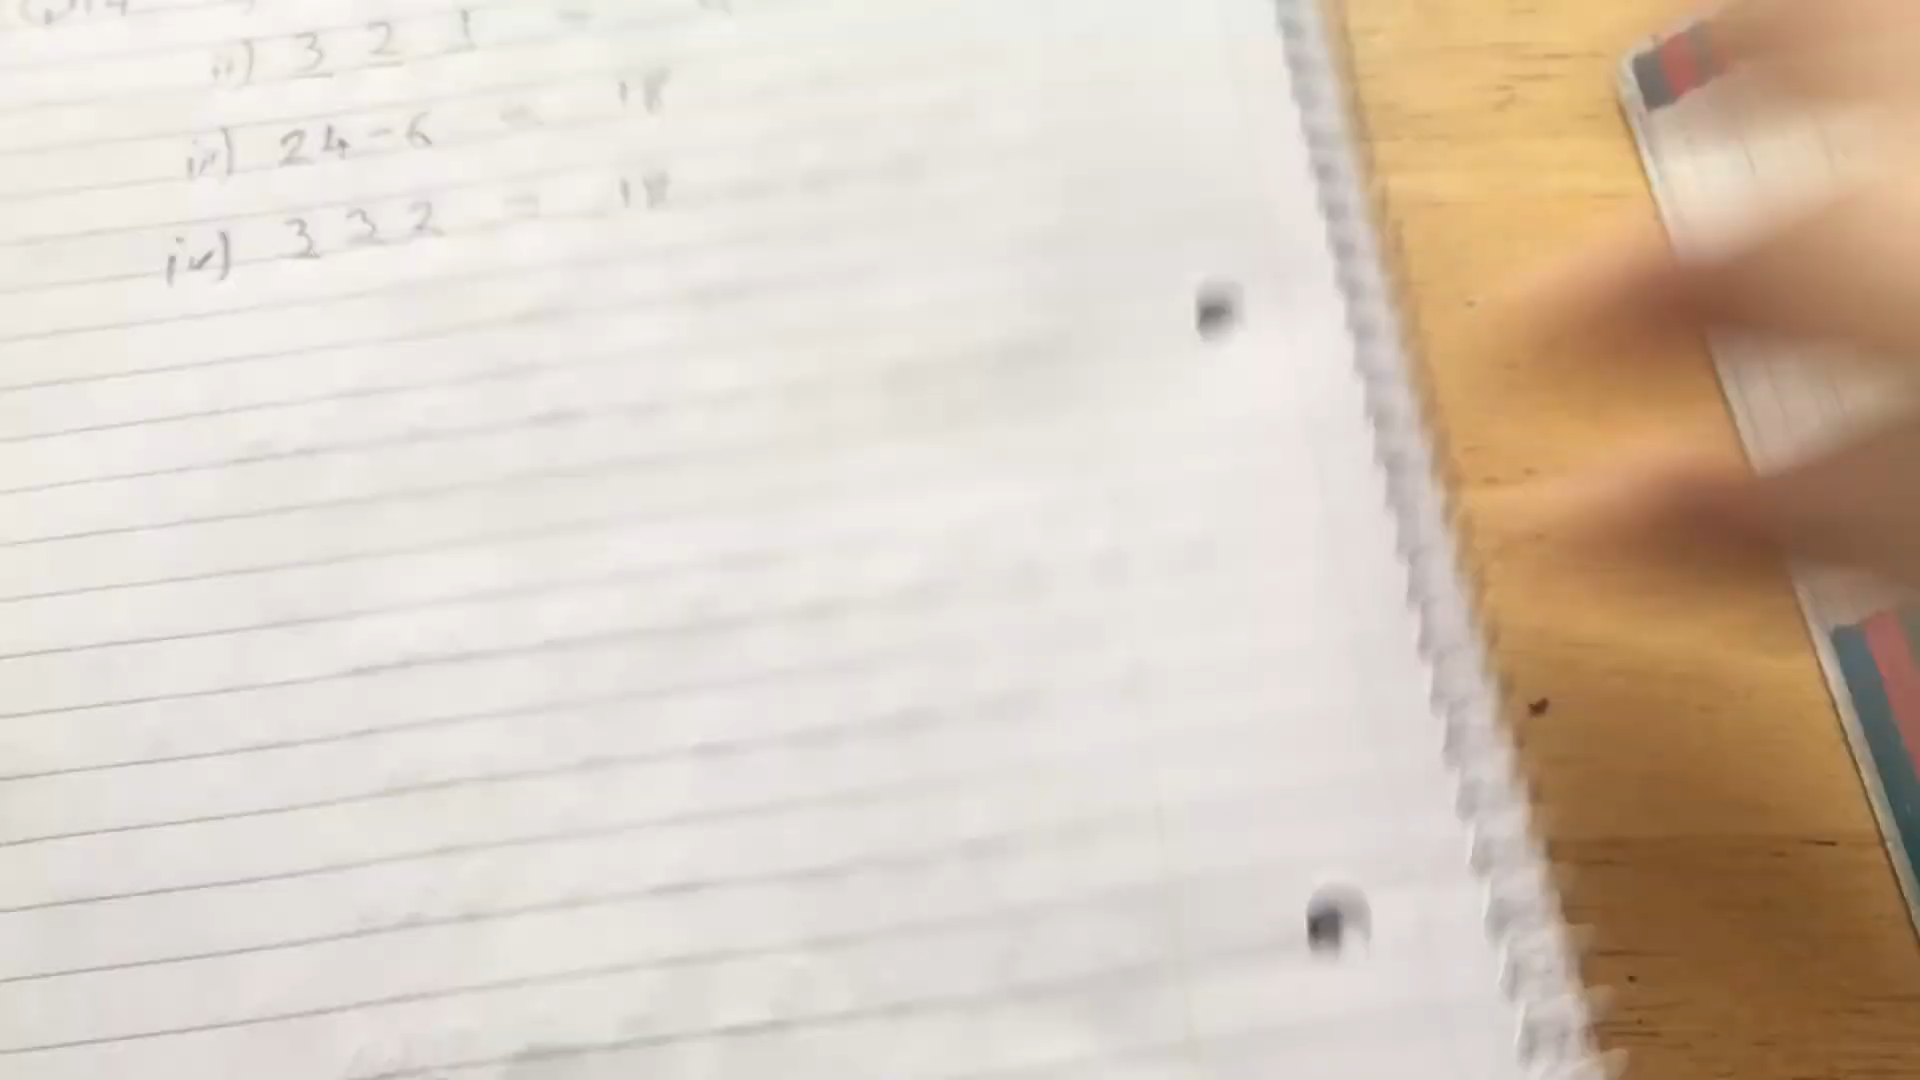 ii) 3 2 1 =
iii) 24-6 = 18
iv) 3 3 2 = 18